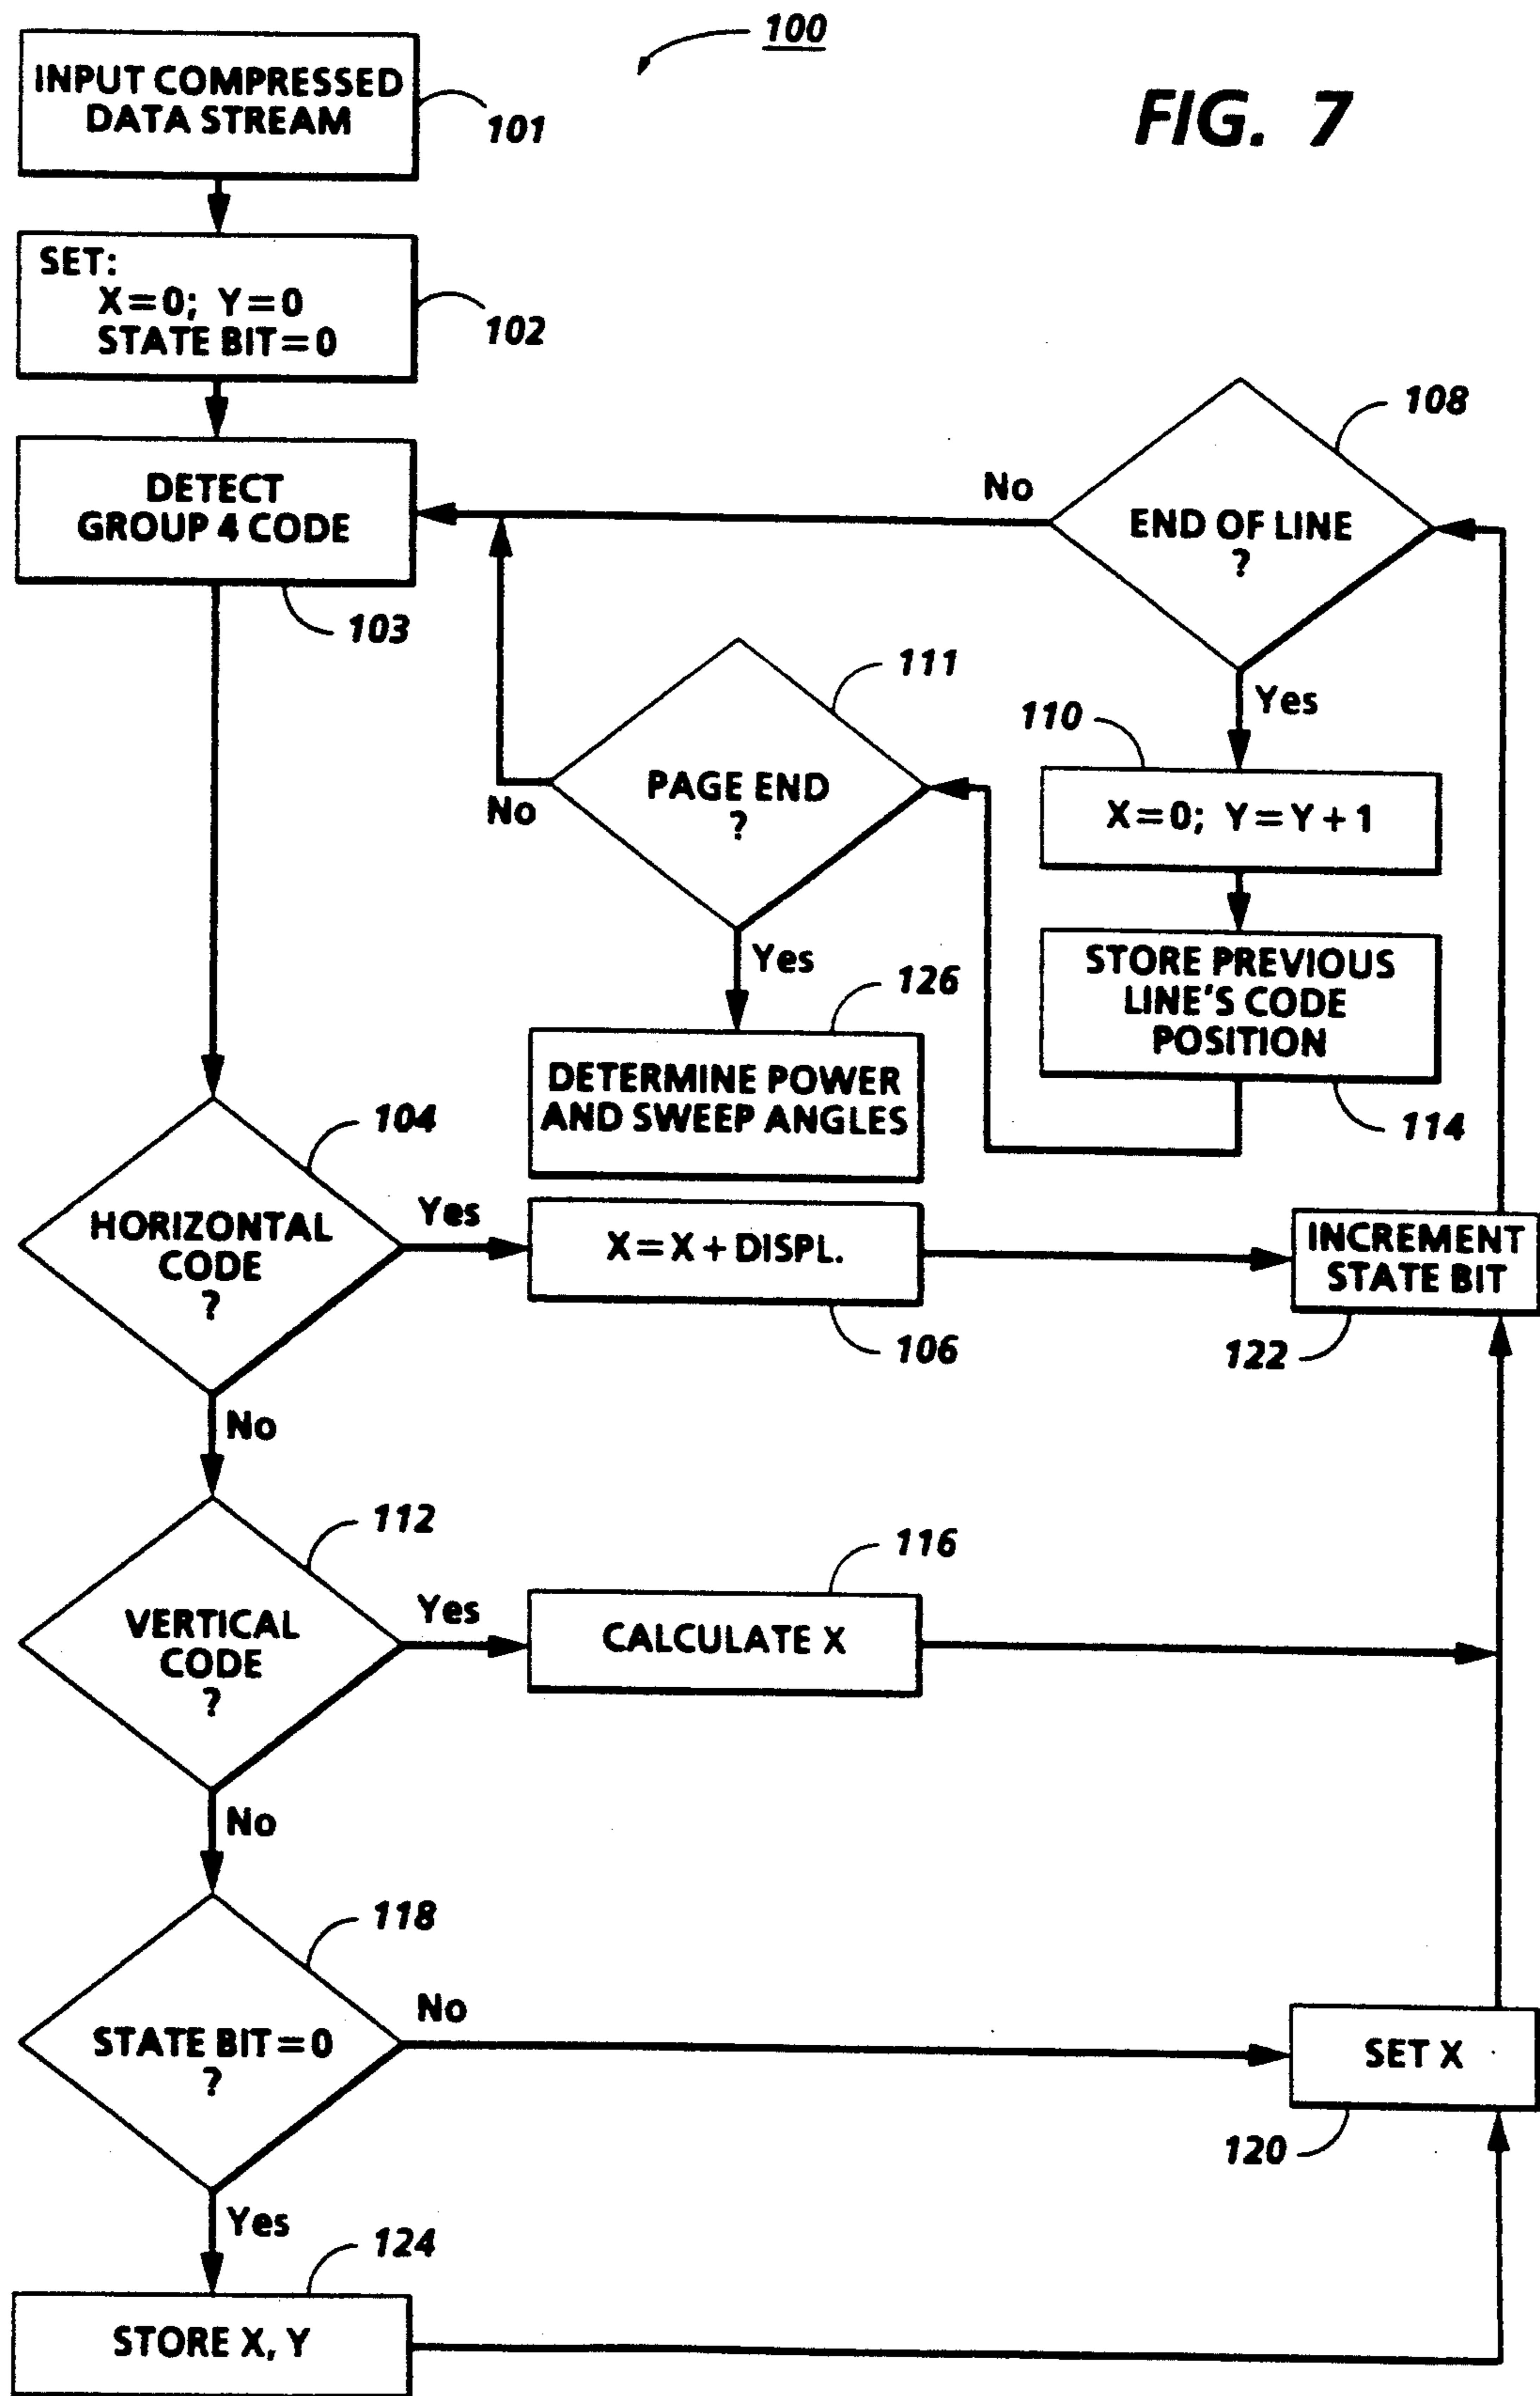 100
FIG. 7
INPUT COMPRESSED
DATA STREAM
101
SET:
X=0; Y=0
STATE BIT=0
102
DETECT
GROUP 4 CODE
103
108
END OF LINE
?
No
Yes
111
PAGE END
?
No
Yes
110
X=0; Y=Y+1
STORE PREVIOUS
LINE'S CODE
POSITION
114
126
DETERMINE POWER
AND SWEEP ANGLES
104
HORIZONTAL
CODE
?
Yes
No
X=X+DISPL.
106
INCREMENT
STATE BIT
122
112
VERTICAL
CODE
?
Yes
No
116
CALCULATE X
118
STATE BIT=0
?
No
Yes
SET X
120
124
STORE X, Y